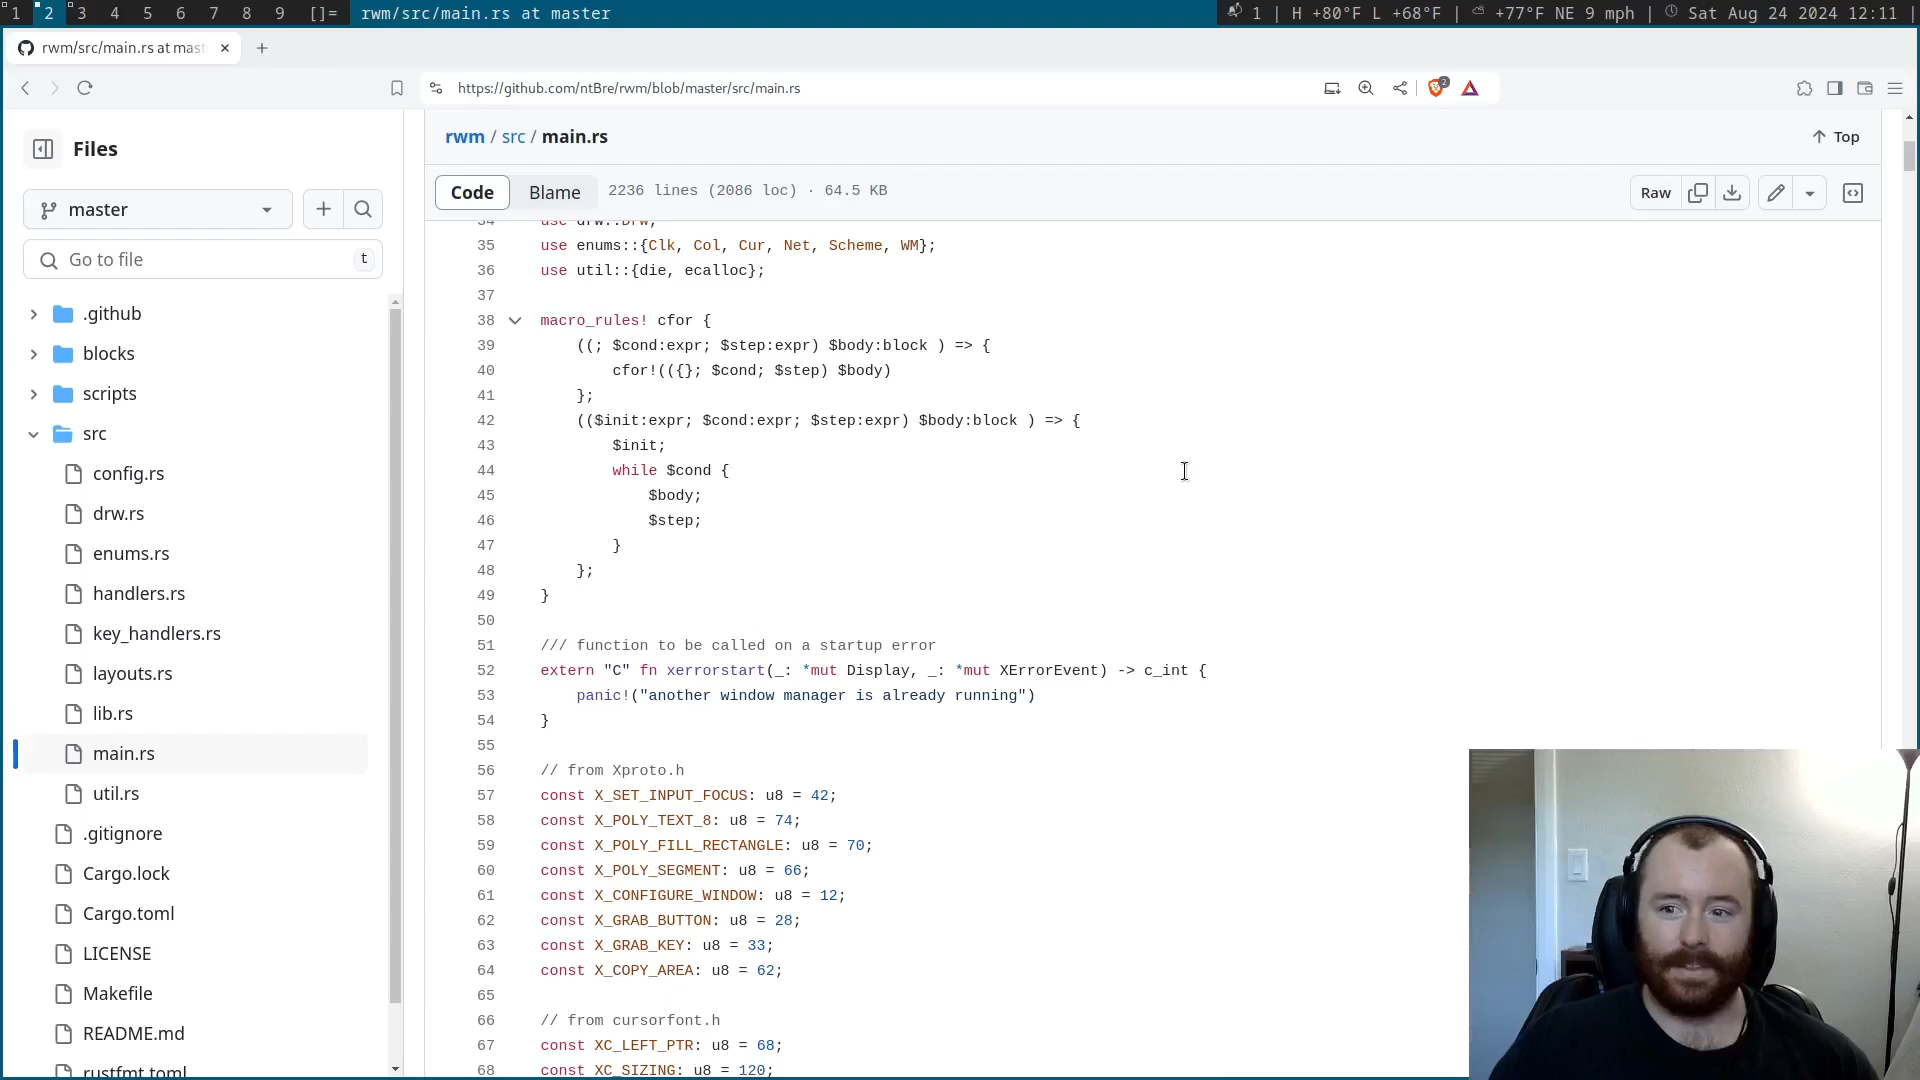 1 2 3 4 5 6 7 8 9 []= rwm/src/main.rs at master 1 | H +80°F L +68°F | +77°F NE 9 mph | Sat Aug 24 2024 12:11 |
rwm/src/main.rs at mast
https://github.com/ntBre/rwm/blob/master/src/main.rs
2
Files
master
Go to file
t
.github
blocks
scripts
src
config.rs
drw.rs
enums.rs
handlers.rs
key_handlers.rs
layouts.rs
lib.rs
main.rs
util.rs
.gitignore
Cargo.lock
Cargo.toml
LICENSE
Makefile
README.md
rustfmt.toml
rwm / src / main.rs
Top
Code Blame 2236 lines (2086 loc) · 64.5 KB
Raw
34 use drw::Drw;
35 use enums::{Clk, Col, Cur, Net, Scheme, WM};
36 use util::{die, ecalloc};
37
38 macro_rules! cfor {
39 ((; $cond:expr; $step:expr) $body:block ) => {
40 cfor!(({}; $cond; $step) $body)
41 };
42 (($init:expr; $cond:expr; $step:expr) $body:block ) => {
43 $init;
44 while $cond {
45 $body;
46 $step;
47 }
48 };
49 }
50
51 /// function to be called on a startup error
52 extern "C" fn xerrorstart(_: *mut Display, _: *mut XErrorEvent) -> c_int {
53 panic!("another window manager is already running")
54 }
55
56 // from Xproto.h
57 const X_SET_INPUT_FOCUS: u8 = 42;
58 const X_POLY_TEXT_8: u8 = 74;
59 const X_POLY_FILL_RECTANGLE: u8 = 70;
60 const X_POLY_SEGMENT: u8 = 66;
61 const X_CONFIGURE_WINDOW: u8 = 12;
62 const X_GRAB_BUTTON: u8 = 28;
63 const X_GRAB_KEY: u8 = 33;
64 const X_COPY_AREA: u8 = 62;
65
66 // from cursorfont.h
67 const XC_LEFT_PTR: u8 = 68;
68 const XC_SIZING: u8 = 120;